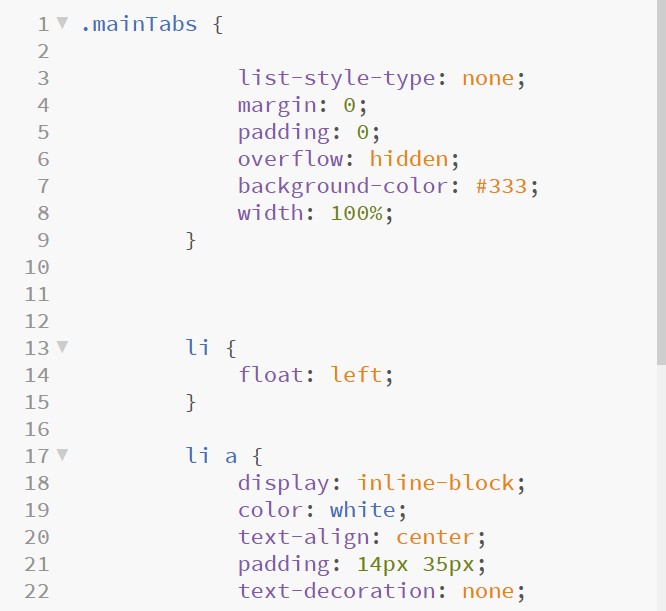 1 .mainTabs {
2
3 list-style-type: none;
4 margin: 0;
5 padding: 0;
6 overflow: hidden;
7 background-color: #333;
8 width: 100%;
9 }
10
11
12
13 li {
14 float: left;
15 }
16
17 li a {
18 display: inline-block;
19 color: white;
20 text-align: center;
21 padding: 14px 35px;
22 text-decoration: none;